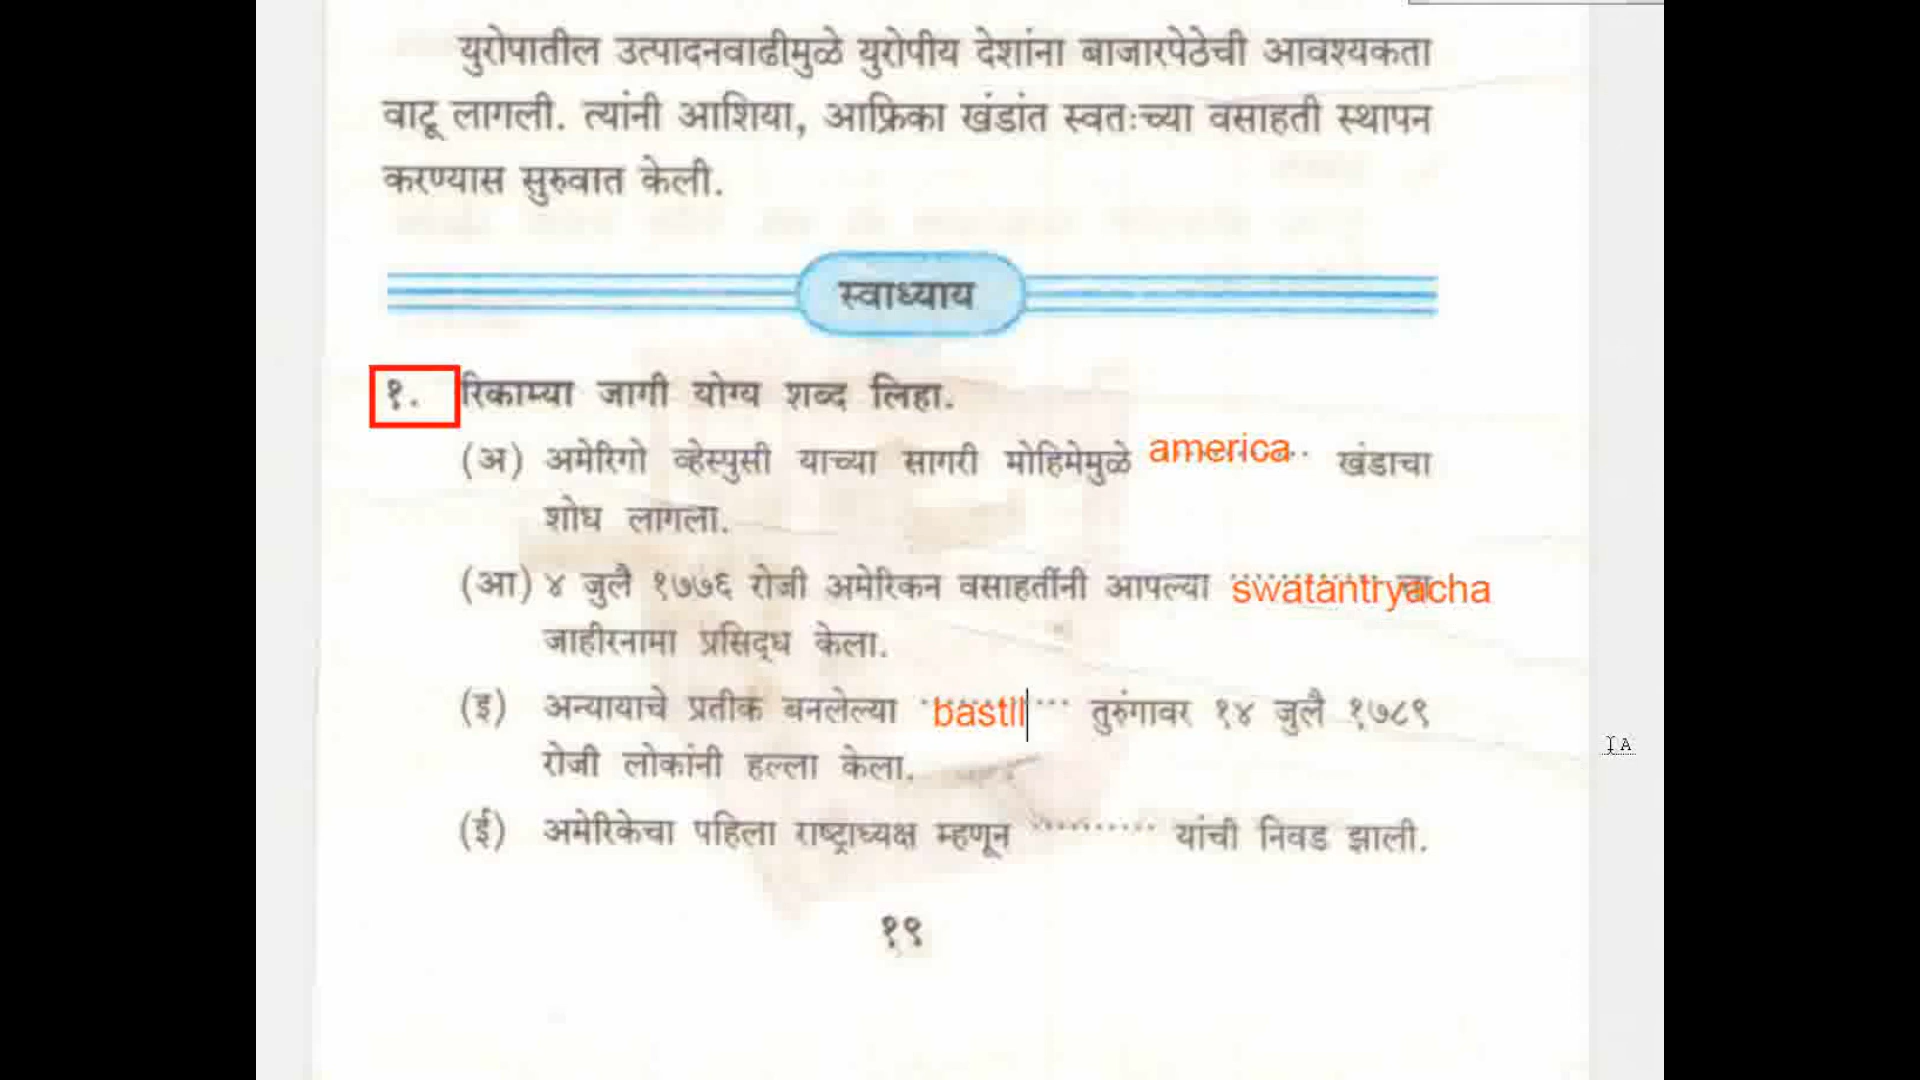 युरोपातील उत्पादनवाढीमुळे युरोपीय देशांना बाजारपेठेची आवश्यकता
वाटू लागली. त्यांनी आशिया, आफ्रिका खंडांत स्वतःच्या वसाहती स्थापन
करण्यास सुरुवात केली.
स्वाध्याय
१. रिकाम्या जागी योग्य शब्द लिहा.
(अ) अमेरिगो व्हेस्पुसी याच्या सागरी मोहिमेमुळे america खंडाचा
शोध लागला.
(आ) ४ जुलै १७७६ रोजी अमेरिकन वसाहतींनी आपल्या swatantryacha
जाहीरनामा प्रसिद्ध केला.
(इ) अन्यायाचे प्रतीक बनलेल्या bastil तुरुंगावर १४ जुलै १७८९
रोजी लोकांनी हल्ला केला.
(ई) अमेरिकेचा पहिला राष्ट्राध्यक्ष म्हणून .......... यांची निवड झाली.
१९